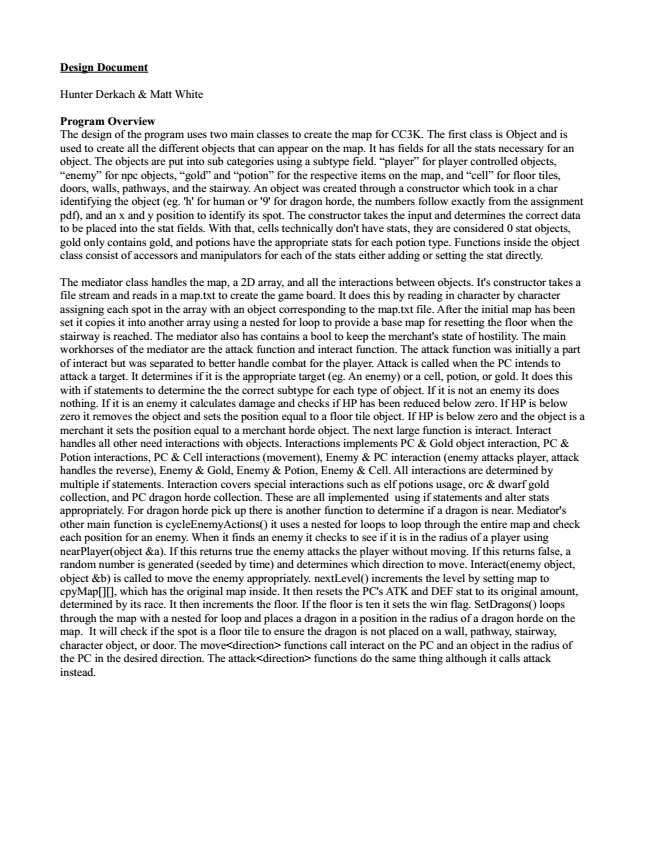 Design Document
Hunter Derkach & Matt White
Program Overview
The design of the program uses two main classes to create the map for CC3K. The first class is Object and is
used to create all the different objects that can appear on the map. It has fields for all the stats necessary for an
object. The objects are put into sub categories using a subtype field. “player” for player controlled objects,
“enemy” for npc objects, “gold” and “potion” for the respective items on the map, and “cell” for floor tiles,
doors, walls, pathways, and the stairway. An object was created through a constructor which took in a char
identifying the object (eg. 'h' for human or '9' for dragon horde, the numbers follow exactly from the assignment
pdf), and an x and y position to identify its spot. The constructor takes the input and determines the correct data
to be placed into the stat fields. With that, cells technically don't have stats, they are considered 0 stat objects,
gold only contains gold, and potions have the appropriate stats for each potion type. Functions inside the object
class consist of accessors and manipulators for each of the stats either adding or setting the stat directly.
The mediator class handles the map, a 2D array, and all the interactions between objects. It's constructor takes a
file stream and reads in a map.txt to create the game board. It does this by reading in character by character
assigning each spot in the array with an object corresponding to the map.txt file. After the initial map has been
set it copies it into another array using a nested for loop to provide a base map for resetting the floor when the
stairway is reached. The mediator also has contains a bool to keep the merchant's state of hostility. The main
workhorses of the mediator are the attack function and interact function. The attack function was initially a part
of interact but was separated to better handle combat for the player. Attack is called when the PC intends to
attack a target. It determines if it is the appropriate target (eg. An enemy) or a cell, potion, or gold. It does this
with if statements to determine the the correct subtype for each type of object. If it is not an enemy its does
nothing. If it is an enemy it calculates damage and checks if HP has been reduced below zero. If HP is below
zero it removes the object and sets the position equal to a floor tile object. If HP is below zero and the object is a
merchant it sets the position equal to a merchant horde object. The next large function is interact. Interact
handles all other need interactions with objects. Interactions implements PC & Gold object interaction, PC &
Potion interactions, PC & Cell interactions (movement), Enemy & PC interaction (enemy attacks player, attack
handles the reverse), Enemy & Gold, Enemy & Potion, Enemy & Cell. All interactions are determined by
multiple if statements. Interaction covers special interactions such as elf potions usage, orc & dwarf gold
collection, and PC dragon horde collection. These are all implemented  using if statements and alter stats
appropriately. For dragon horde pick up there is another function to determine if a dragon is near. Mediator's
other main function is cycleEnemyActions() it uses a nested for loops to loop through the entire map and check
each position for an enemy. When it finds an enemy it checks to see if it is in the radius of a player using
nearPlayer(object &a). If this returns true the enemy attacks the player without moving. If this returns false, a
random number is generated (seeded by time) and determines which direction to move. Interact(enemy object,
object &b) is called to move the enemy appropriately. nextLevel() increments the level by setting map to
cpyMap[][], which has the original map inside. It then resets the PC's ATK and DEF stat to its original amount,
determined by its race. It then increments the floor. If the floor is ten it sets the win flag. SetDragons() loops
through the map with a nested for loop and places a dragon in a position in the radius of a dragon horde on the
map.  It will check if the spot is a floor tile to ensure the dragon is not placed on a wall, pathway, stairway,
character object, or door. The move<direction> functions call interact on the PC and an object in the radius of
the PC in the desired direction. The attack<direction> functions do the same thing although it calls attack
instead.